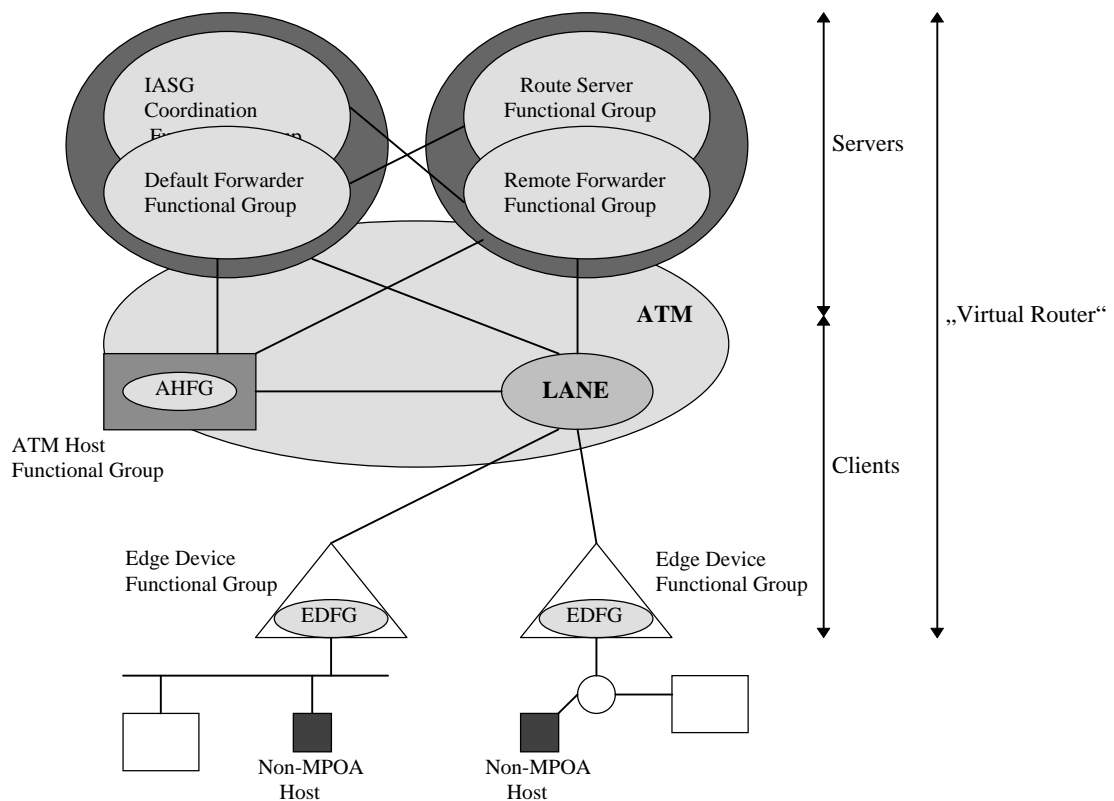 IASG
Coordination
Route Server
Functional Group
Default Forwarder
Functional Group
Remote Forwarder
Functional Group
Servers
ATM
„Virtual Router“
AHFG
LANE
ATM Host
Functional Group
Clients
Edge Device
Functional Group
EDFG
Edge Device
Functional Group
EDFG
Non-MPOA
Host
Non-MPOA
Host